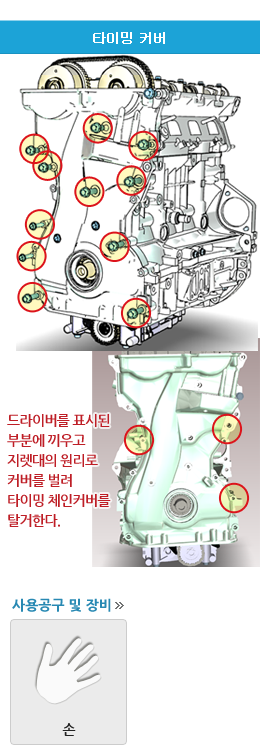 타이밍 커버
드라이버를 표시된
부분에 끼우고
지렛대의 원리로
커버를 벌려
타이밍 체인커버를
탈거한다.
사용공구 및 장비 »
손